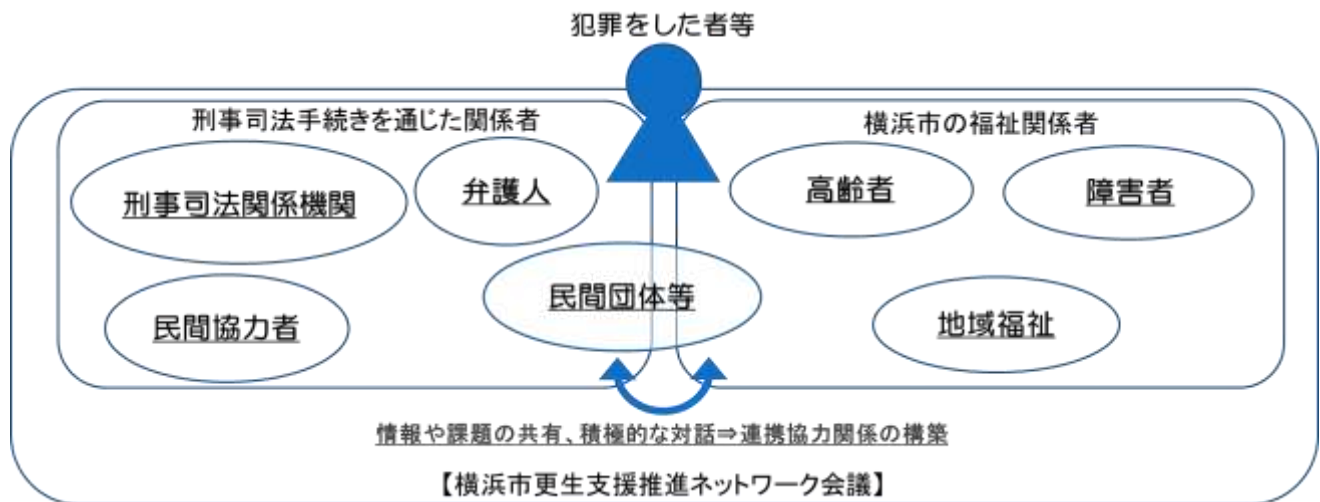 犯罪をした者等
刑事司法手続きを通じた関係者
横浜市の福祉関係者
刑事司法関係機関
弁護人
高齢者
障害者
民間団体等
民間協力者
地域福祉
情報や課題の共有、積極的な対話⇒連携協力関係の構築
【横浜市更生支援推進ネットワーク会議】